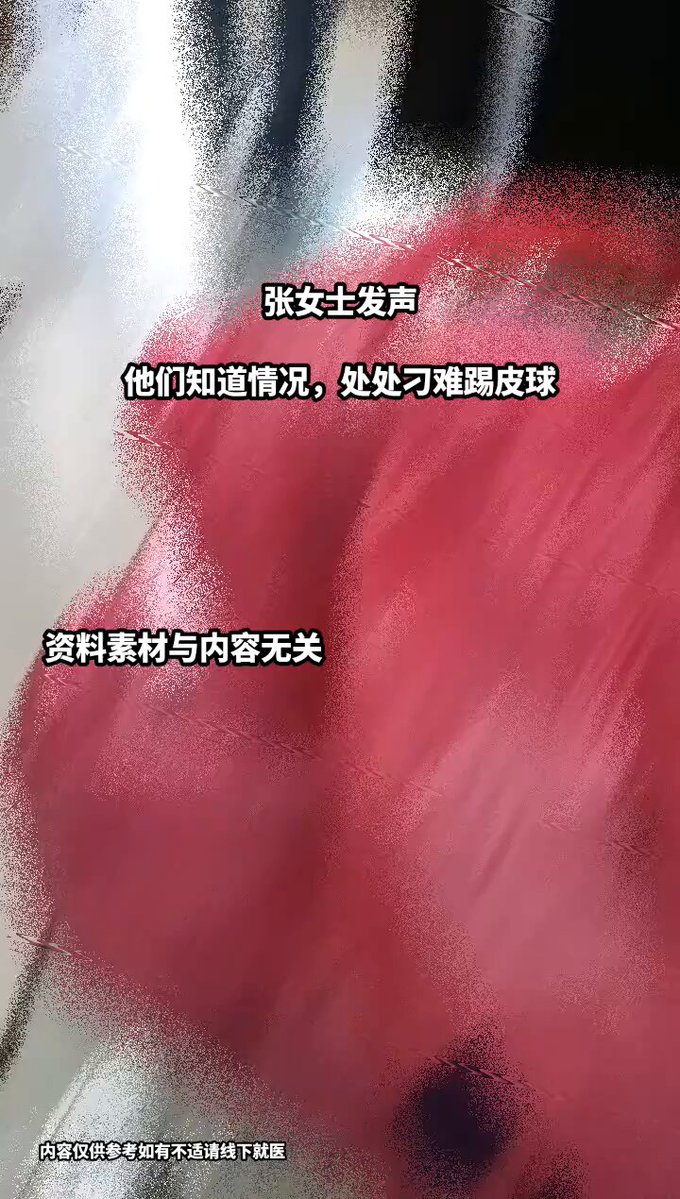 张女士发声
他们知道情况，处处刁难踢皮球
资料素材与内容无关
内容仅供参考如有不适请线下就医